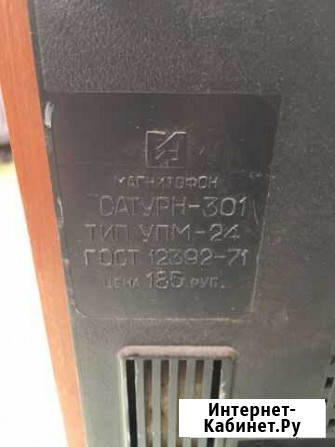 МАГНИТОФОН
САТУРН-301
ТИП УПМ-24
ГОСТ 12392-71
ЦЕНА 185 РУБ.
Интернет-
Кабинет.Ру